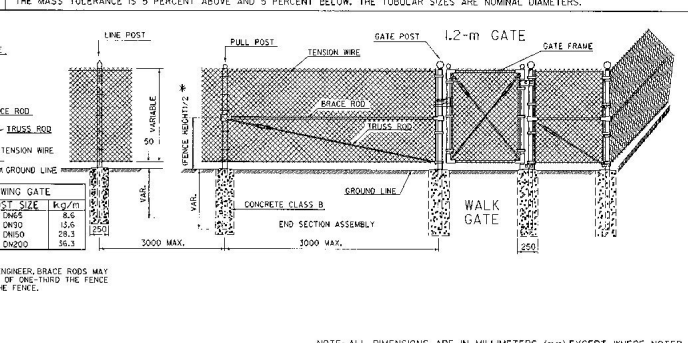 THE MASS TOLERANCE IS 5 PERCENT ABOVE AND 5 PERCENT BELOW. THE TUBULAR SIZES ARE NOMINAL DIAMETERS.
LINE POST
PULL POST
GATE POST
1.2-m GATE
GATE FRAME
TENSION WIRE
BRACE ROD
TRUSS ROD
ROD
TRUSS ROD
TENSION WIRE
GROUND LINE
50
VARIABLE
(FENCE HEIGHT)/2 *
VAR.
VAR.
GROUND LINE
CONCRETE CLASS B
END SECTION ASSEMBLY
WALK
GATE
250
3000 MAX.
3000 MAX.
250
WING GATE
ST SIZE kg/m
DN65 8.6
DN90 13.6
DN150 28.3
DN200 36.3
ENGINEER, BRACE RODS MAY
OF ONE-THIRD THE FENCE
HE FENCE.
NOTE: ALL DIMENSIONS ARE IN MILLIMETERS (mm) EXCEPT WHERE NOTED